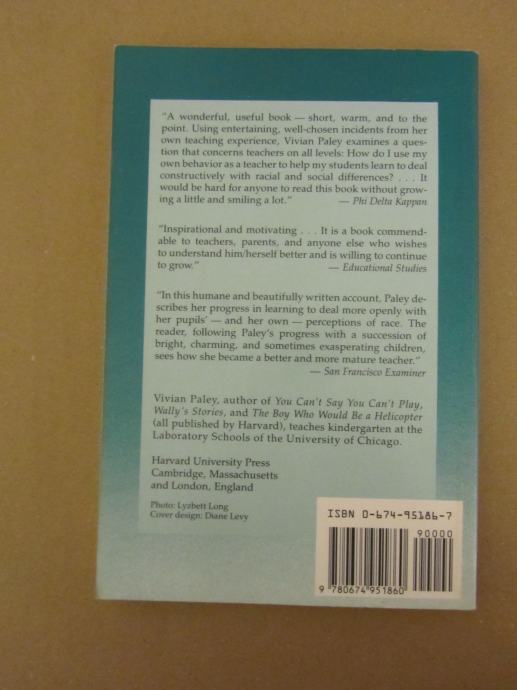 "A wonderful, useful book — short, warm, and to the
point. Using entertaining, well-chosen incidents from her
own teaching experience, Vivian Paley examines a ques-
tion that concerns teachers on all levels: How do I use my
own behavior as a teacher to help my students learn to deal
constructively with racial and social differences? . . . It
would be hard for anyone to read this book without grow-
ing a little and smiling a lot."  — Phi Delta Kappan
"Inspirational and motivating . . . It is a book commend-
able to teachers, parents, and anyone else who wishes
to understand him/herself better and is willing to continue
to grow."  — Educational Studies
"In this humane and beautifully written account, Paley de-
scribes her progress in learning to deal more openly with
her pupils' — and her own — perceptions of race. The
reader, following Paley's progress with a succession of
bright, charming, and sometimes exasperating children,
sees how she became a better and more mature teacher."
— San Francisco Examiner
Vivian Paley, author of You Can't Say You Can't Play,
Wally's Stories, and The Boy Who Would Be a Helicopter
(all published by Harvard), teaches kindergarten at the
Laboratory Schools of the University of Chicago.
Harvard University Press
Cambridge, Massachusetts
and London, England
Photo: Lyzbett Long
Cover design: Diane Levy
ISBN 0-674-95186-7
90000
9 780674 951860